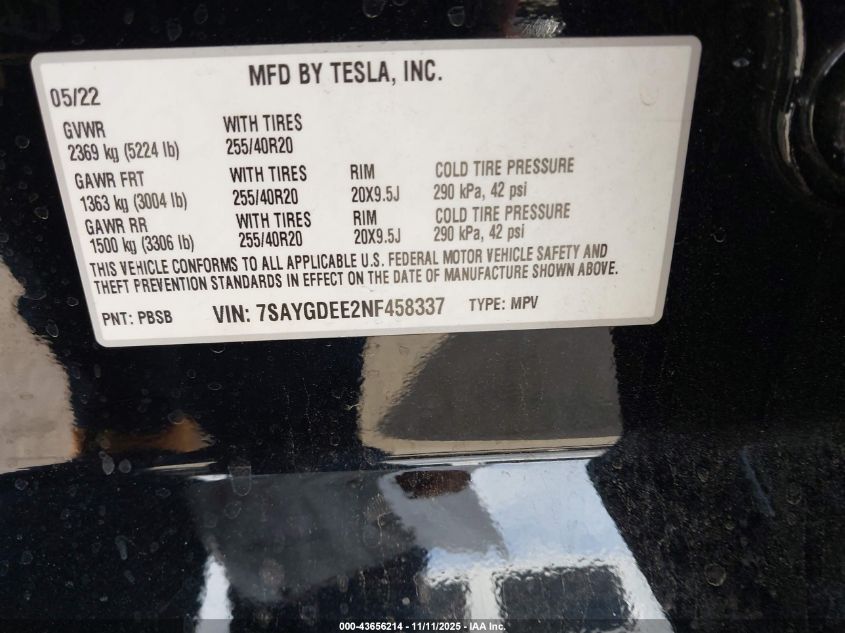 MFD BY TESLA, INC.
05/22
GVWR WITH TIRES
2369 kg (5224 lb) 255/40R20
GAWR FRT WITH TIRES RIM COLD TIRE PRESSURE
1363 kg (3004 lb) 255/40R20 20X9.5J 290 kPa, 42 psi
GAWR RR WITH TIRES RIM COLD TIRE PRESSURE
1500 kg (3306 lb) 255/40R20 20X9.5J 290 kPa, 42 psi
THIS VEHICLE CONFORMS TO ALL APPLICABLE U.S. FEDERAL MOTOR VEHICLE SAFETY AND
THEFT PREVENTION STANDARDS IN EFFECT ON THE DATE OF MANUFACTURE SHOWN ABOVE.
PNT: PBSB VIN: 7SAYGDEE2NF458337 TYPE: MPV
000-43656214 - 11/11/2025 - IAA Inc.